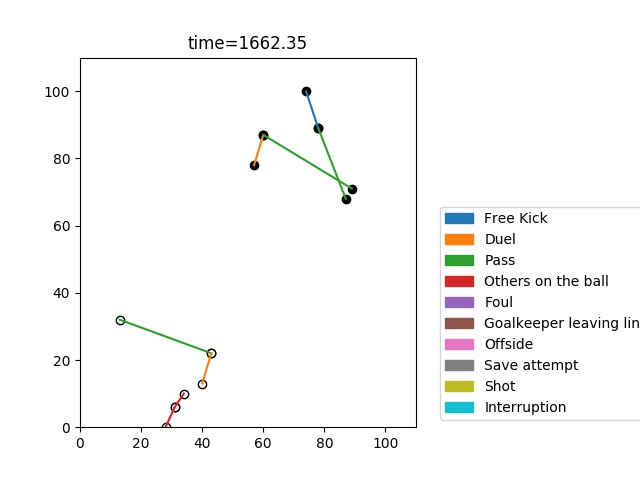 time=1662.35
100
80
60
40
20
0
0 20 40 60 80 100
Free Kick
Duel
Pass
Others on the ball
Foul
Goalkeeper leaving lin
Offside
Save attempt
Shot
Interruption